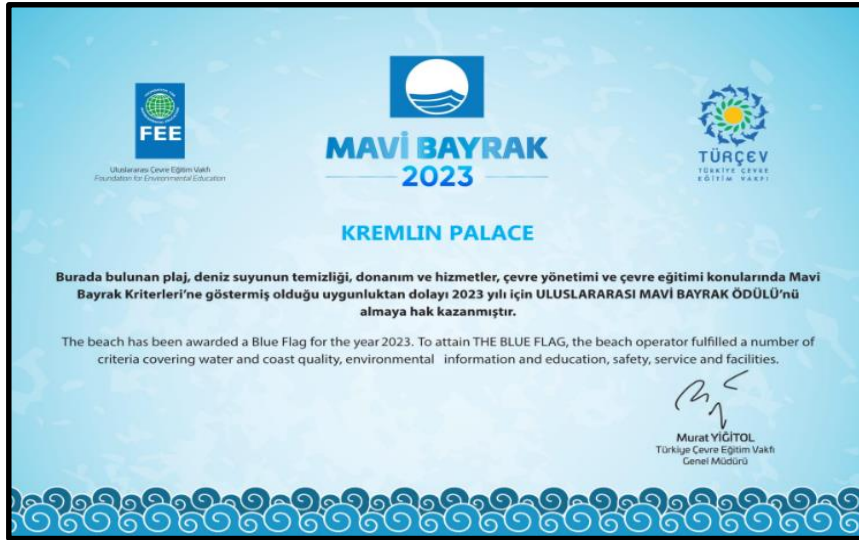 FEE
Uluslararası Çevre Eğitim Vakfı
Foundation for Environmental Education
MAVİ BAYRAK
2023
TÜRÇEV
TÜRKİYE ÇEVRE
EĞİTİM VAKFI
KREMLIN PALACE
Burada bulunan plaj, deniz suyunun temizliği, donanım ve hizmetler, çevre yönetimi ve çevre eğitimi konularında Mavi
Bayrak Kriterleri’ne göstermiş olduğu uygunluktan dolayı 2023 yılı için ULUSLARARASI MAVİ BAYRAK ÖDÜLÜ’nü
almaya hak kazanmıştır.
The beach has been awarded a Blue Flag for the year 2023. To attain THE BLUE FLAG, the beach operator fulfilled a number of
criteria covering water and coast quality, environmental information and education, safety, service and facilities.
Murat YİĞİTOL
Türkiye Çevre Eğitim Vakfı
Genel Müdürü